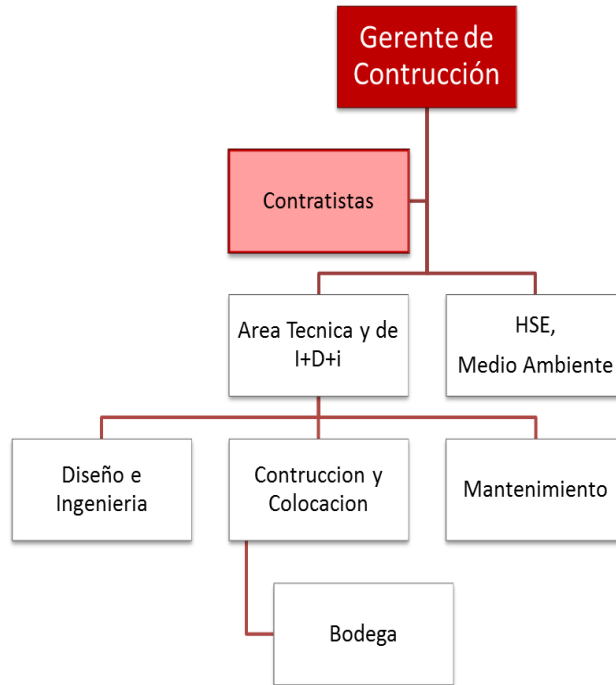 Gerente de
Contrucción
Contratistas
Area Tecnica y de
I+D+i
HSE,
Medio Ambiente
Diseño e
Ingenieria
Contruccion y
Colocacion
Mantenimiento
Bodega